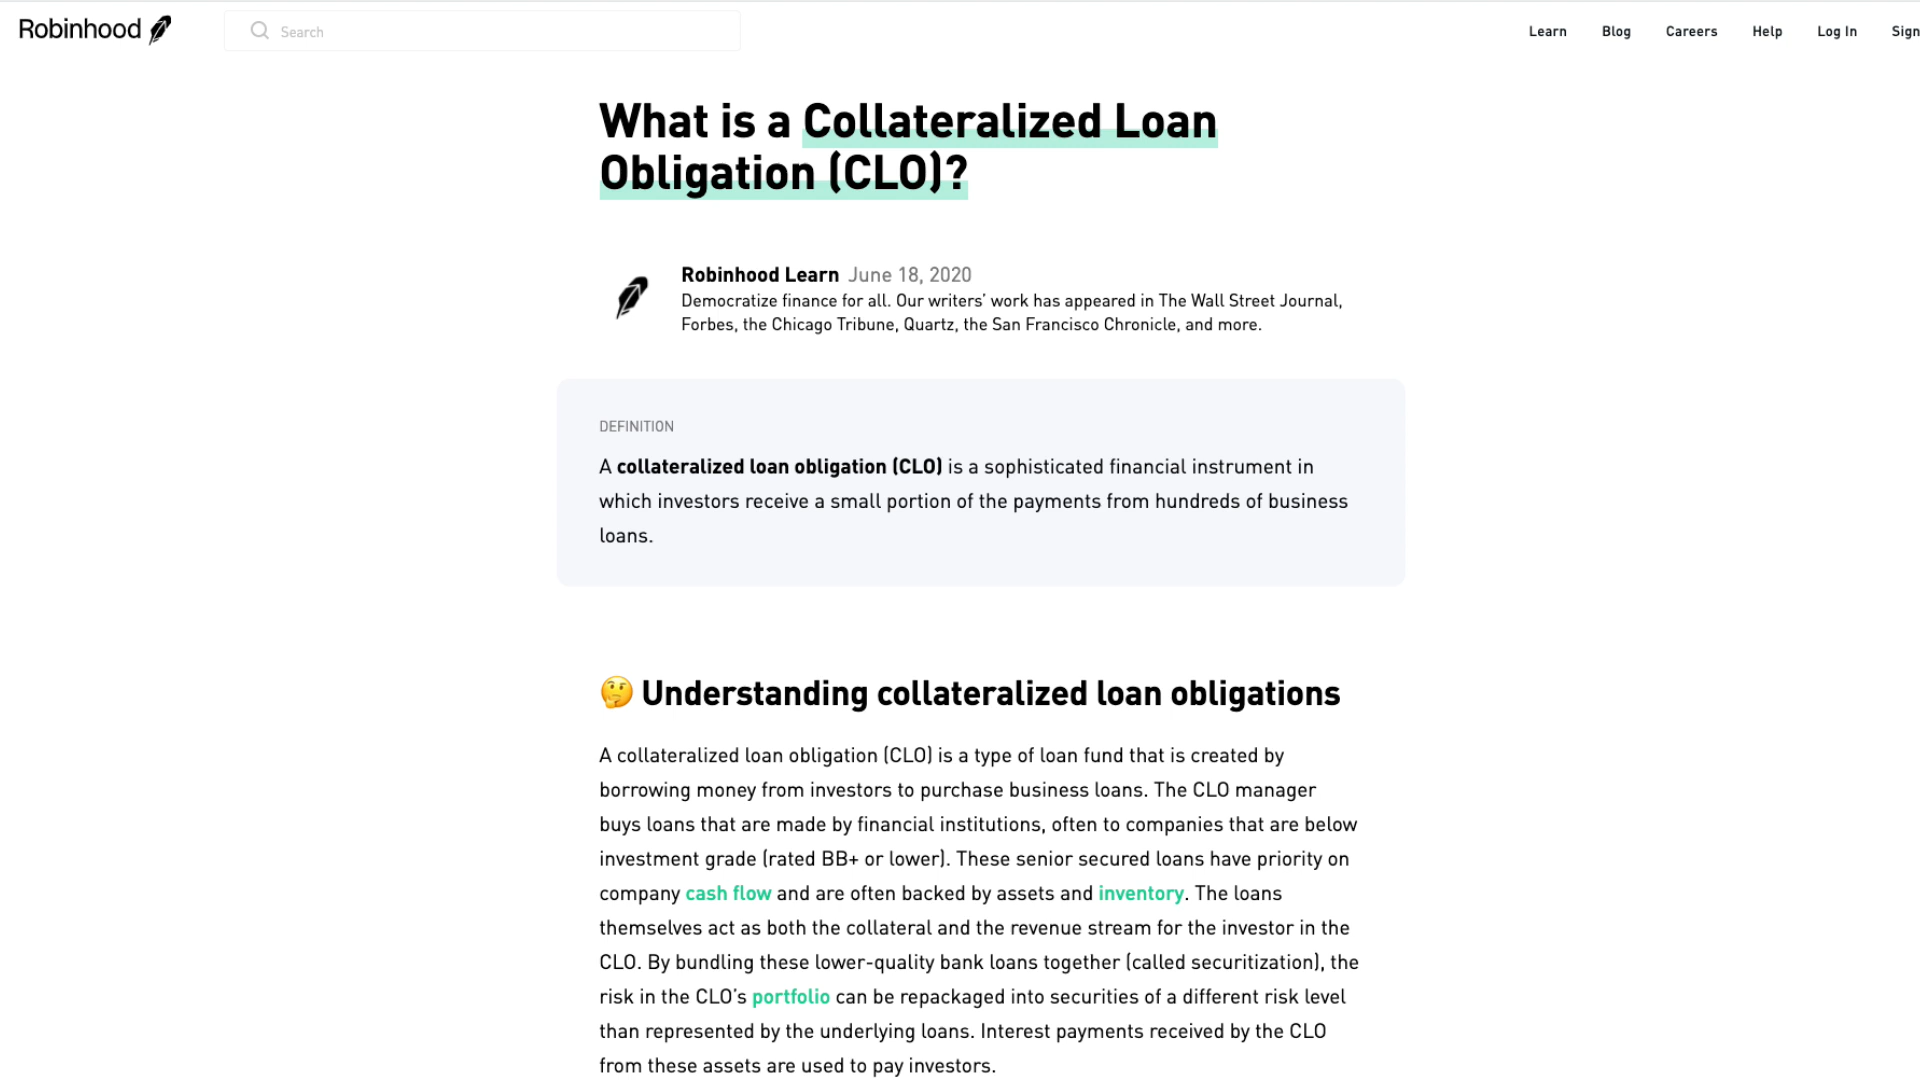 Robinhood
Search
Learn
Blog
Careers
Help
Log In
Sign
What is a Collateralized Loan
Obligation (CLO)?
Robinhood Learn June 18, 2020
Democratize finance for all. Our writers’ work has appeared in The Wall Street Journal,
Forbes, the Chicago Tribune, Quartz, the San Francisco Chronicle, and more.
DEFINITION
A collateralized loan obligation (CLO) is a sophisticated financial instrument in
which investors receive a small portion of the payments from hundreds of business
loans.
🤔 Understanding collateralized loan obligations
A collateralized loan obligation (CLO) is a type of loan fund that is created by
borrowing money from investors to purchase business loans. The CLO manager
buys loans that are made by financial institutions, often to companies that are below
investment grade (rated BB+ or lower). These senior secured loans have priority on
company cash flow and are often backed by assets and inventory. The loans
themselves act as both the collateral and the revenue stream for the investor in the
CLO. By bundling these lower-quality bank loans together (called securitization), the
risk in the CLO’s portfolio can be repackaged into securities of a different risk level
than represented by the underlying loans. Interest payments received by the CLO
from these assets are used to pay investors.